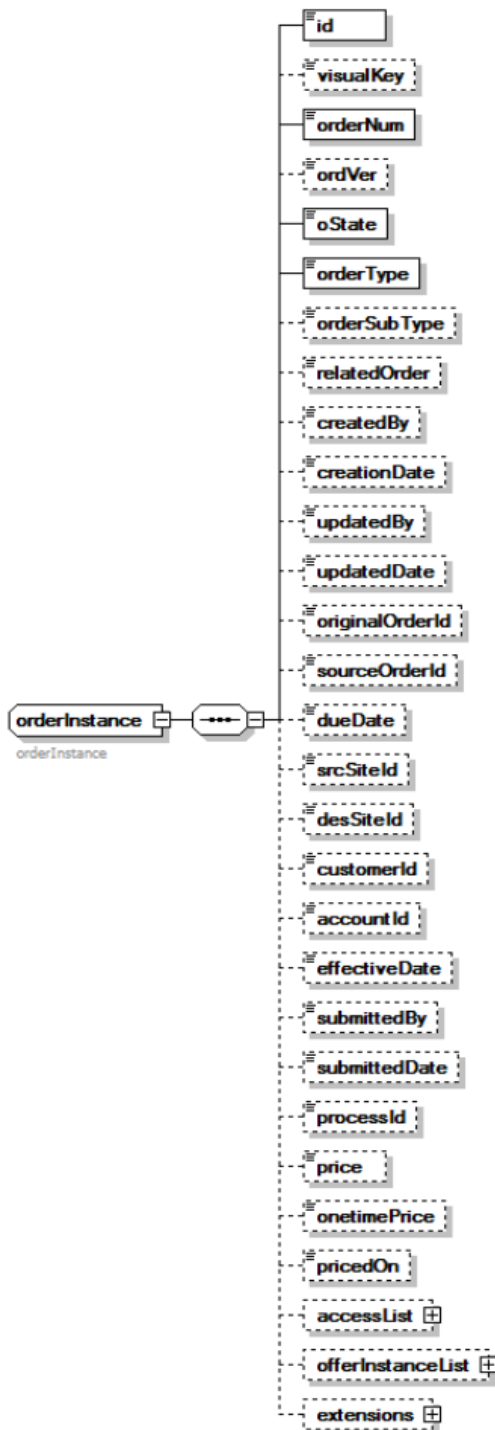 id
visualKey
orderNum
ordVer
oState
orderType
orderSubType
relatedOrder
createdBy
creationDate
updatedBy
updatedDate
originalOrderId
sourceOrderId
orderInstance
dueDate
orderInstance
srcSiteId
desSiteId
customerId
accountId
effectiveDate
submittedBy
submittedDate
processId
price
onetimePrice
pricedOn
accessList
offerInstanceList
extensions